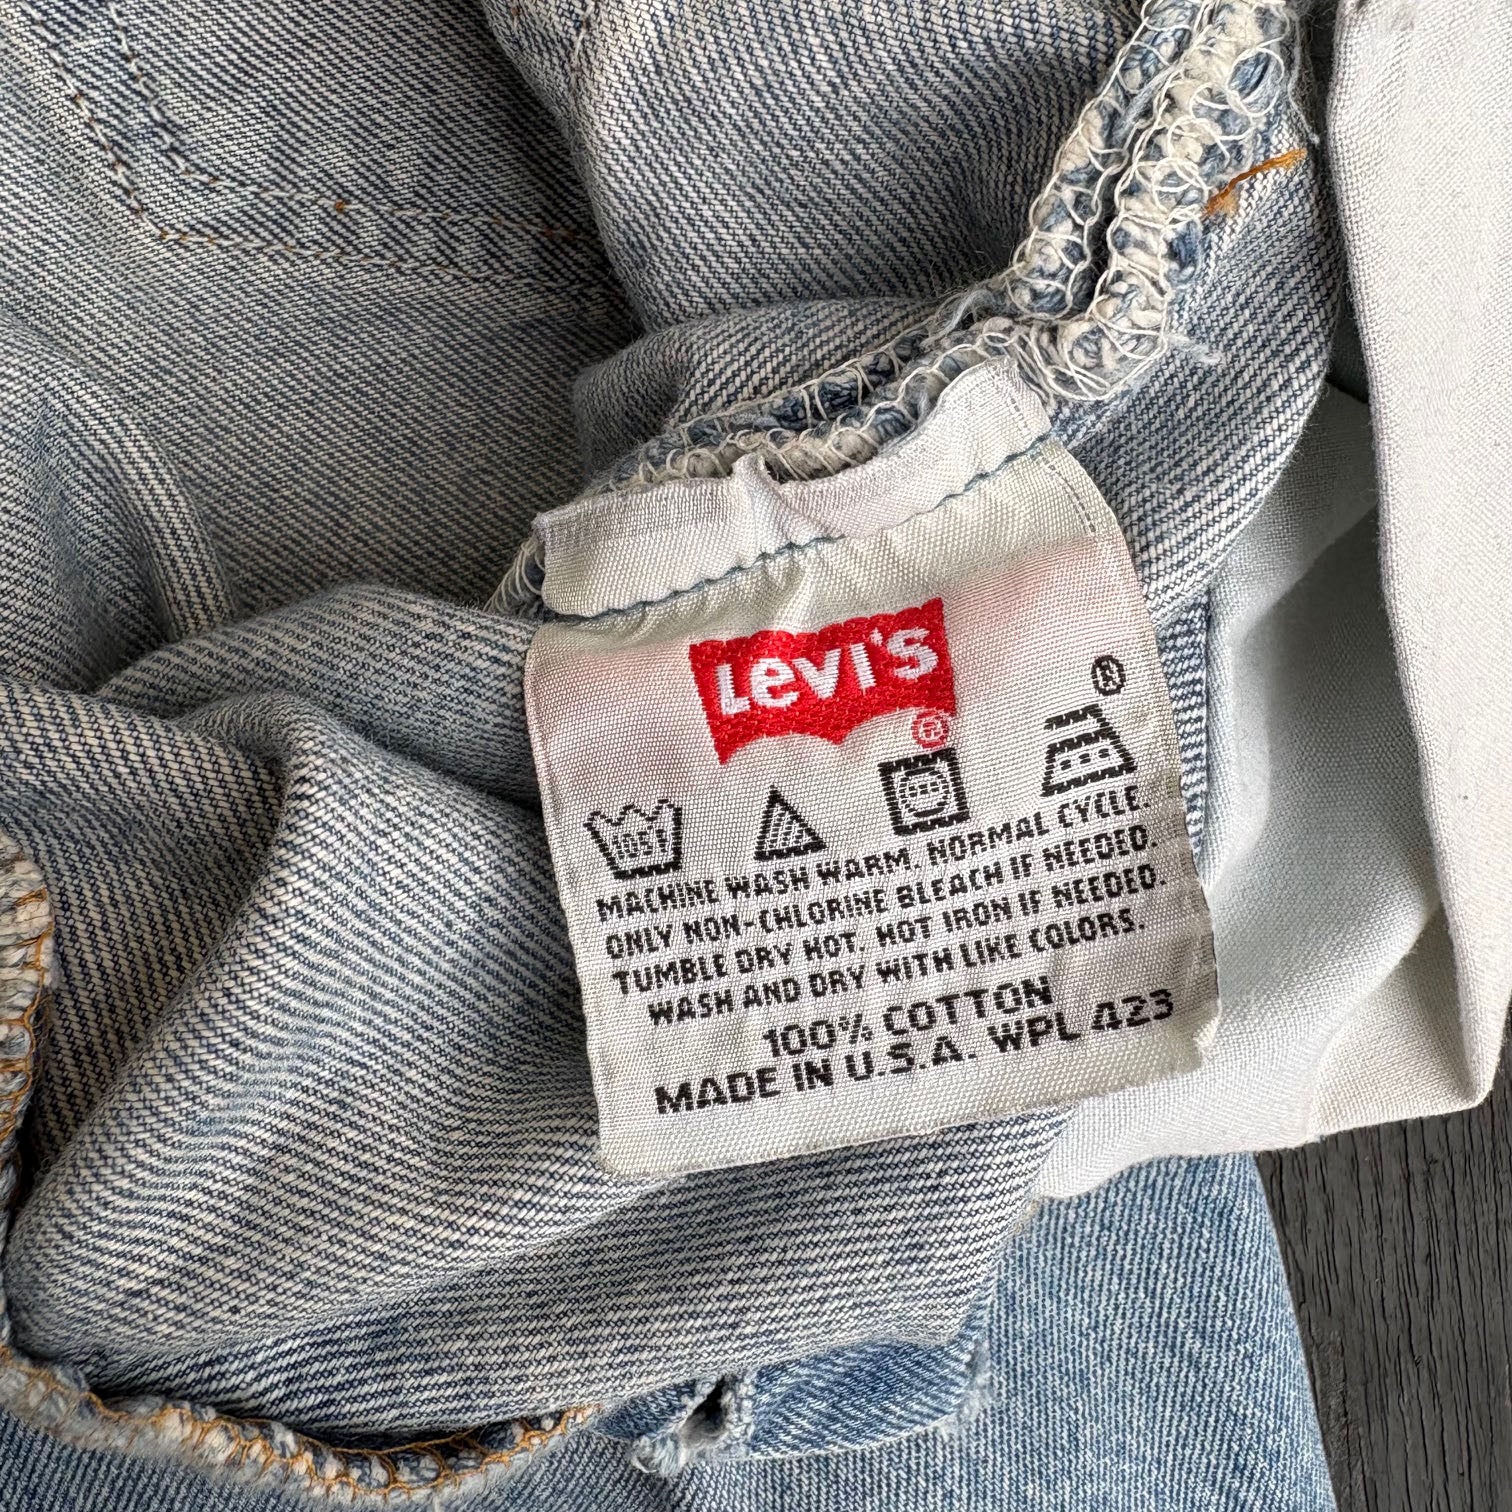 Levi's
®
®
105F
MACHINE WASH WARM. NORMAL CYCLE.
ONLY NON-CHLORINE BLEACH IF NEEDED.
TUMBLE DRY HOT. HOT IRON IF NEEDED.
WASH AND DRY WITH LIKE COLORS.
100% COTTON
MADE IN U.S.A. WPL 423